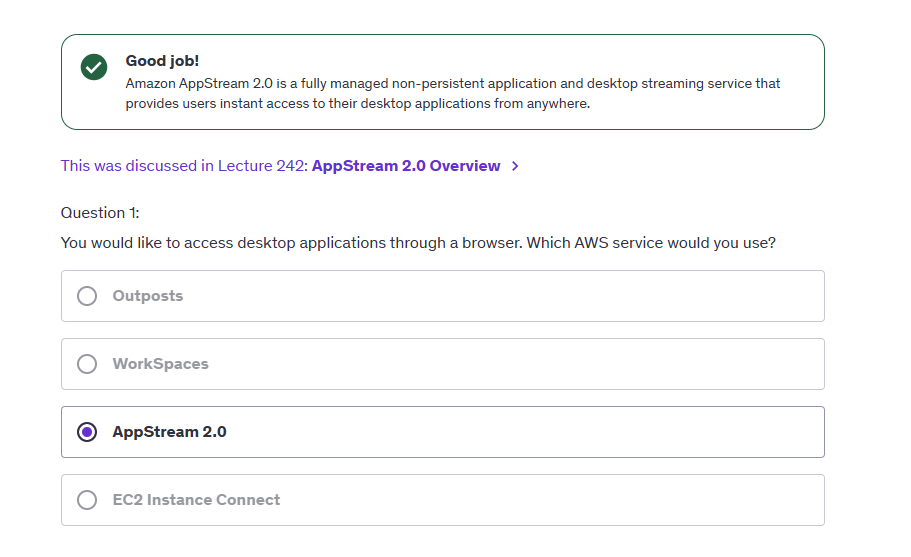 Good job!
Amazon AppStream 2.0 is a fully managed non-persistent application and desktop streaming service that
provides users instant access to their desktop applications from anywhere.
This was discussed in Lecture 242: AppStream 2.0 Overview >
Question 1:
You would like to access desktop applications through a browser. Which AWS service would you use?
Outposts
WorkSpaces
AppStream 2.0
EC2 Instance Connect